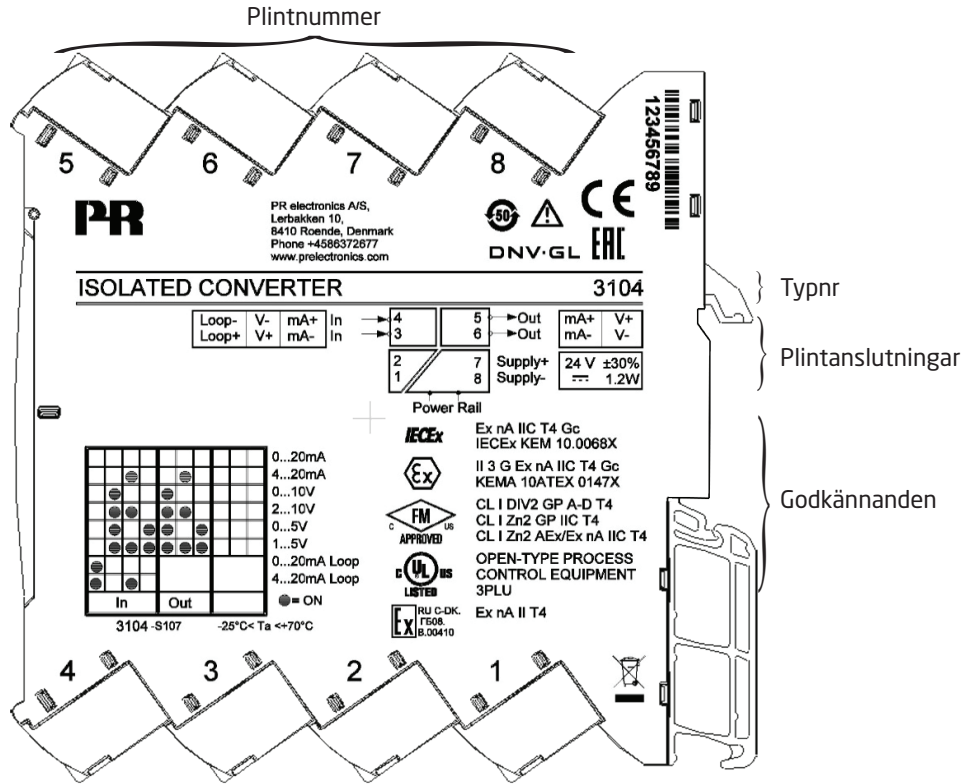 Plintnummer
5 6 7 8
123456789
PR
PR electronics A/S,
Lerbakken 10,
8410 Roende, Denmark
Phone +4586372677
www.prelectronics.com
50
CE
DNV·GL EAC
ISOLATED CONVERTER 3104
Typnr
Loop- V- mA+ In 4 5 Out mA+ V+
Loop+ V+ mA- In 3 6 Out mA- V-
2 7 Supply+ 24 V ±30%
1 8 Supply- 1.2W
Power Rail
Plintanslutningar
IECEx Ex nA IIC T4 Gc
IECEx KEM 10.0068X
Ex II 3 G Ex nA IIC T4 Gc
KEMA 10ATEX 0147X
C FM US APPROVED
CL I DIV2 GP A-D T4
CL I Zn2 GP IIC T4
CL I Zn2 AEx/Ex nA IIC T4
C UL US LISTED
OPEN-TYPE PROCESS
CONTROL EQUIPMENT
3PLU
Ex RU C-DK.
ГБ08.
B.00410
Ex nA II T4
Godkännanden
0...20mA
4...20mA
0...10V
2...10V
0...5V
1...5V
0...20mA Loop
4...20mA Loop
In Out = ON
3104 -S107 -25°C< Ta <+70°C
4 3 2 1